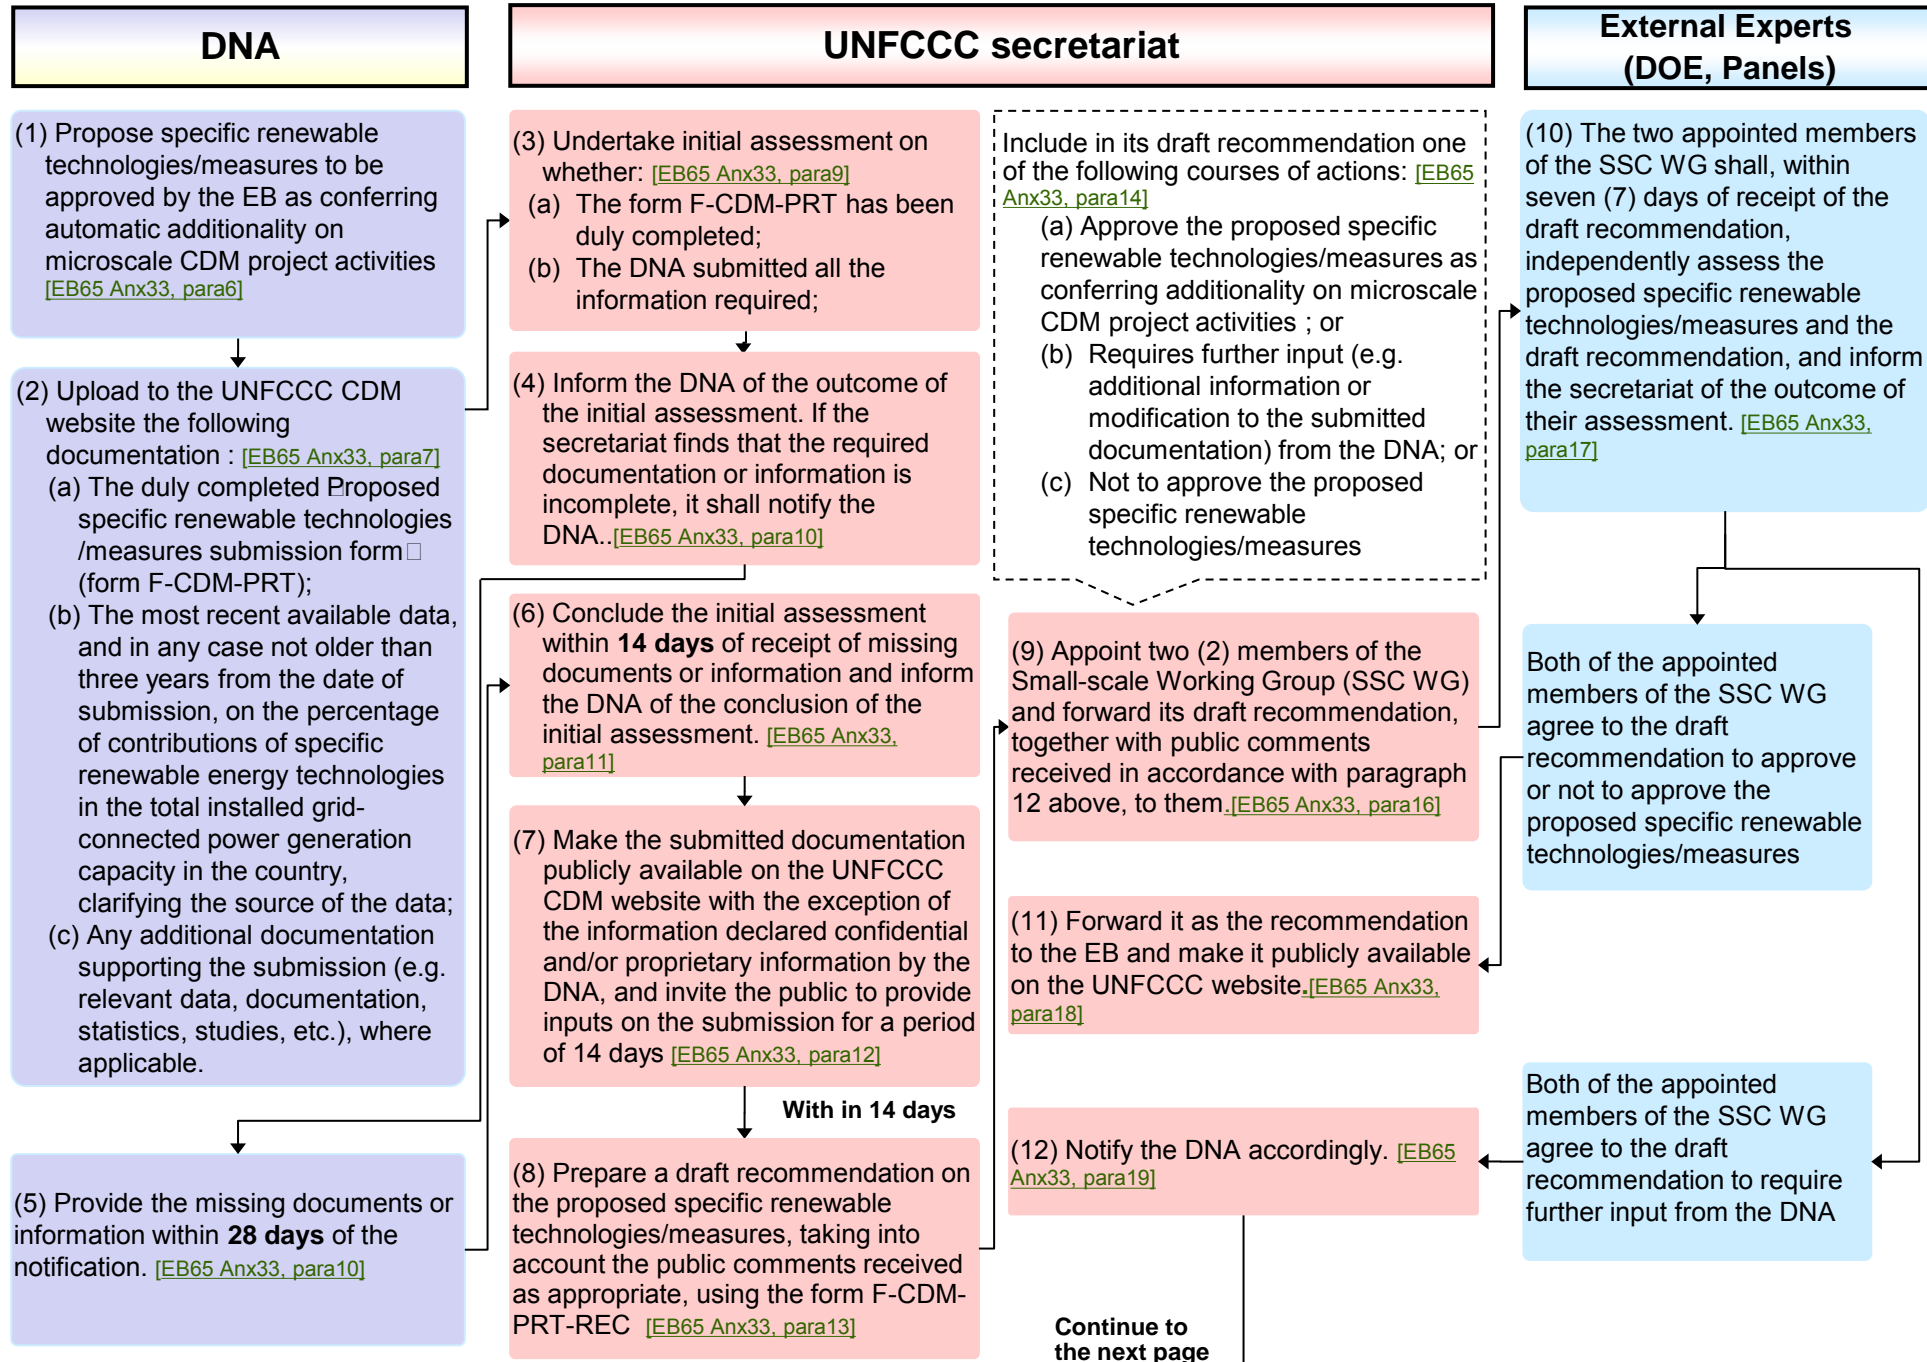 DNA
UNFCCC secretariat
External Experts
(DOE, Panels)
(1) Propose specific renewable
technologies/measures to be
approved by the EB as conferring
automatic additionality on
microscale CDM project activities
[EB65 Anx33, para6]
(2) Upload to the UNFCCC CDM
website the following
documentation : [EB65 Anx33, para7]
(a) The duly completed □roposed
specific renewable technologies
/measures submission form□
(form F-CDM-PRT);
(b) The most recent available data,
and in any case not older than
three years from the date of
submission, on the percentage
of contributions of specific
renewable energy technologies
in the total installed grid-
connected power generation
capacity in the country,
clarifying the source of the data;
(c) Any additional documentation
supporting the submission (e.g.
relevant data, documentation,
statistics, studies, etc.), where
applicable.
(5) Provide the missing documents or
information within 28 days of the
notification. [EB65 Anx33, para10]
(3) Undertake initial assessment on
whether: [EB65 Anx33, para9]
(a) The form F-CDM-PRT has been
duly completed;
(b) The DNA submitted all the
information required;
(4) Inform the DNA of the outcome of
the initial assessment. If the
secretariat finds that the required
documentation or information is
incomplete, it shall notify the
DNA..[EB65 Anx33, para10]
(6) Conclude the initial assessment
within 14 days of receipt of missing
documents or information and inform
the DNA of the conclusion of the
initial assessment. [EB65 Anx33,
para11]
(7) Make the submitted documentation
publicly available on the UNFCCC
CDM website with the exception of
the information declared confidential
and/or proprietary information by the
DNA, and invite the public to provide
inputs on the submission for a period
of 14 days [EB65 Anx33, para12]
With in 14 days
(8) Prepare a draft recommendation on
the proposed specific renewable
technologies/measures, taking into
account the public comments received
as appropriate, using the form F-CDM-
PRT-REC [EB65 Anx33, para13]
Include in its draft recommendation one
of the following courses of actions: [EB65
Anx33, para14]
(a) Approve the proposed specific
renewable technologies/measures as
conferring additionality on microscale
CDM project activities ; or
(b) Requires further input (e.g.
additional information or
modification to the submitted
documentation) from the DNA; or
(c) Not to approve the proposed
specific renewable
technologies/measures
(9) Appoint two (2) members of the
Small-scale Working Group (SSC WG)
and forward its draft recommendation,
together with public comments
received in accordance with paragraph
12 above, to them.[EB65 Anx33, para16]
(11) Forward it as the recommendation
to the EB and make it publicly available
on the UNFCCC website.[EB65 Anx33,
para18]
(12) Notify the DNA accordingly. [EB65
Anx33, para19]
Continue to
the next page
(10) The two appointed members
of the SSC WG shall, within
seven (7) days of receipt of the
draft recommendation,
independently assess the
proposed specific renewable
technologies/measures and the
draft recommendation, and inform
the secretariat of the outcome of
their assessment. [EB65 Anx33,
para17]
Both of the appointed
members of the SSC WG
agree to the draft
recommendation to approve
or not to approve the
proposed specific renewable
technologies/measures
Both of the appointed
members of the SSC WG
agree to the draft
recommendation to require
further input from the DNA